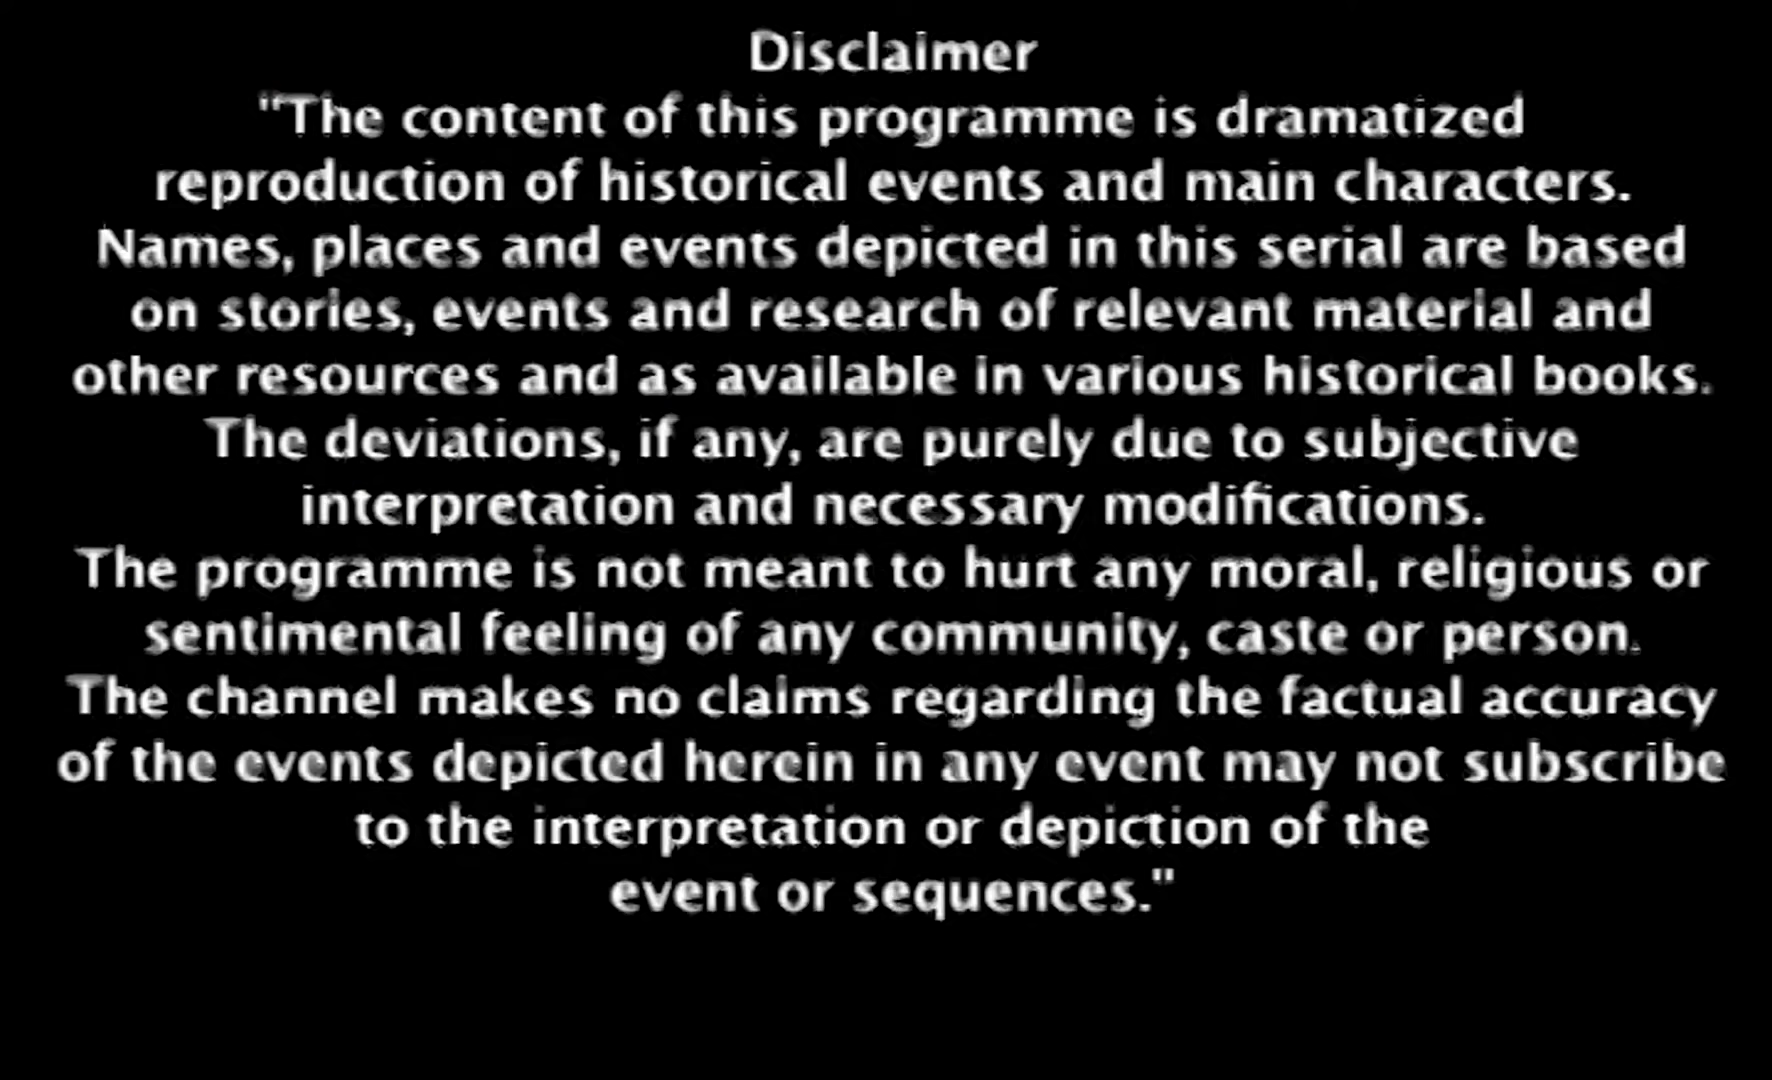 Disclaimer
"The content of this programme is dramatized
reproduction of historical events and main characters.
Names, places and events depicted in this serial are based
on stories, events and research of relevant material and
other resources and as available in various historical books.
The deviations, if any, are purely due to subjective
interpretation and necessary modifications.
The programme is not meant to hurt any moral, religious or
sentimental feeling of any community, caste or person.
The channel makes no claims regarding the factual accuracy
of the events depicted herein in any event may not subscribe
to the interpretation or depiction of the
event or sequences."